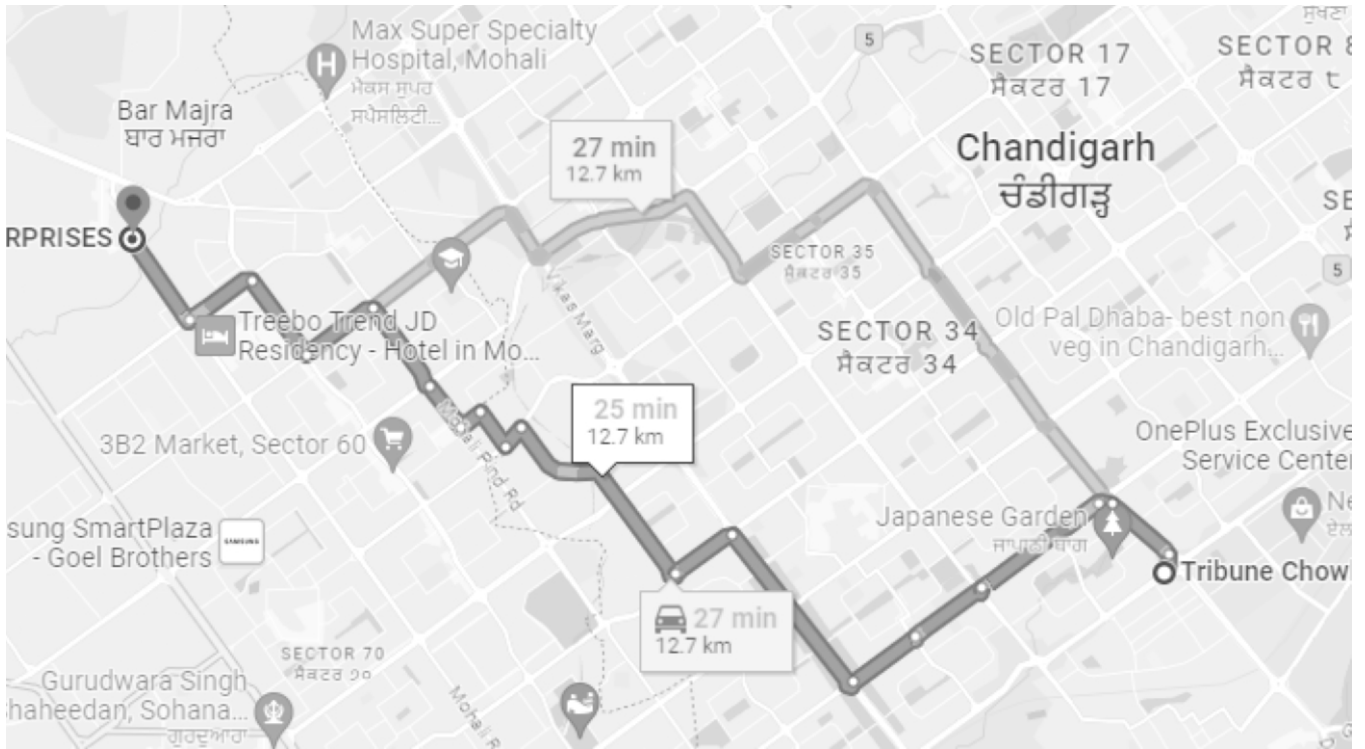 Max Super Specialty
Hospital, Mohali
ਮੈਕਸ ਸੁਪਰ
ਸਪੈਸਲਿਟੀ...
5
SECTOR 17
ਸੈਕਟਰ 17
SECTOR 8
ਸੈਕਟਰ ੮
Bar Majra
ਬਾਰ ਮਜਰਾ
27 min
12.7 km
Chandigarh
ਚੰਡੀਗੜ੍ਹ
RPRISES
SECTOR 35
ਸੈਕਟਰ 35
5
Vikas Marg
Treebo Trend JD
Residency - Hotel in Mo...
SECTOR 34
ਸੈਕਟਰ 34
Old Pal Dhaba- best non
veg in Chandigarh...
25 min
12.7 km
3B2 Market, Sector 60
Mohali Pind Rd
OnePlus Exclusive
Service Center
Japanese Garden
ਜਾਪਾਨੀ ਬਾਗ
sung SmartPlaza
- Goel Brothers
SAMSUNG
Tribune Chow
27 min
12.7 km
SECTOR 70
ਸੈਕਟਰ ੭੦
Gurudwara Singh
haheedan, Sohana...
ਗੁਰਦੁਆਰਾ
Mohali R